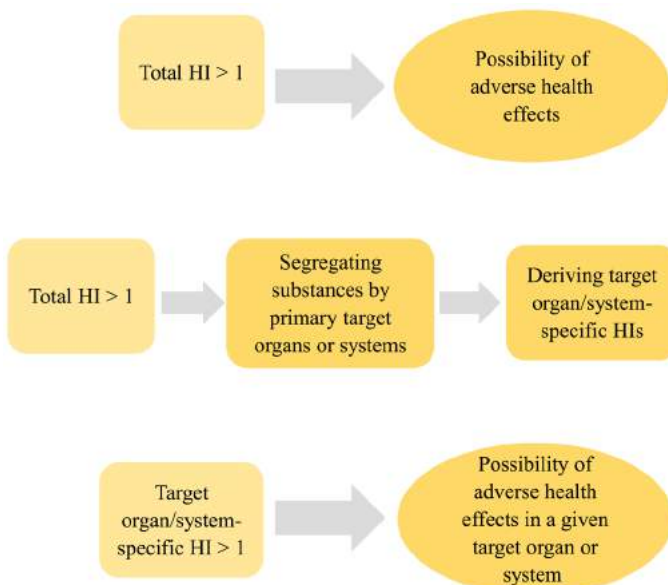 Total HI > 1
Possibility of
adverse health
effects
Total HI > 1
Segregating
substances by
primary target
organs or systems
Deriving target
organ/system-
specific HIs
Target
organ/system-
specific HI > 1
Possibility of
adverse health
effects in a given
target organ or
system